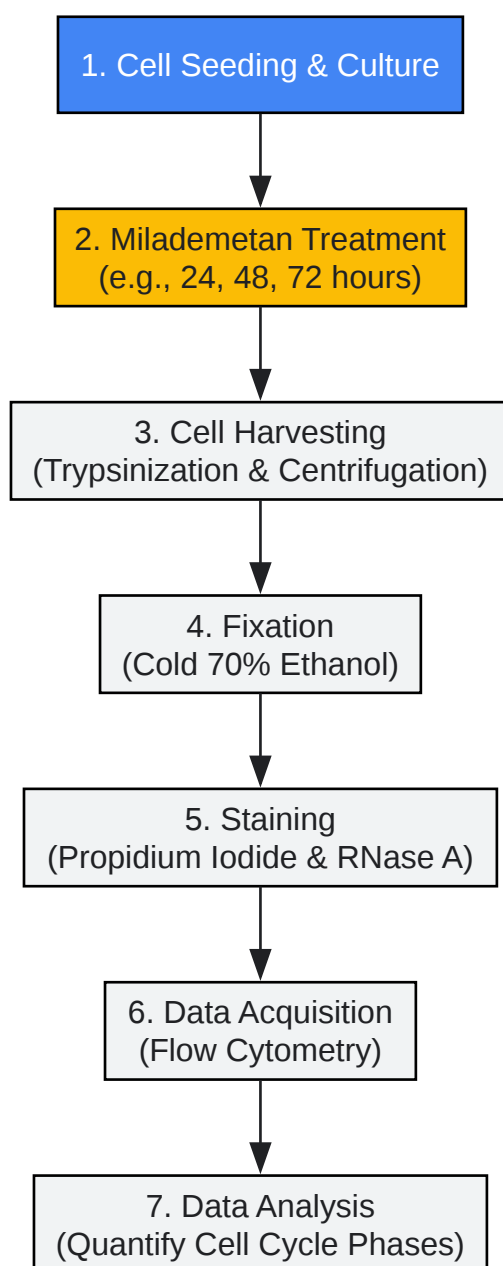 1. Cell Seeding & Culture
2. Milademetan Treatment
(e.g., 24, 48, 72 hours)
3. Cell Harvesting
(Trypsinization & Centrifugation)
4. Fixation
(Cold 70% Ethanol)
5. Staining
(Propidium Iodide & RNase A)
6. Data Acquisition
(Flow Cytometry)
7. Data Analysis
(Quantify Cell Cycle Phases)